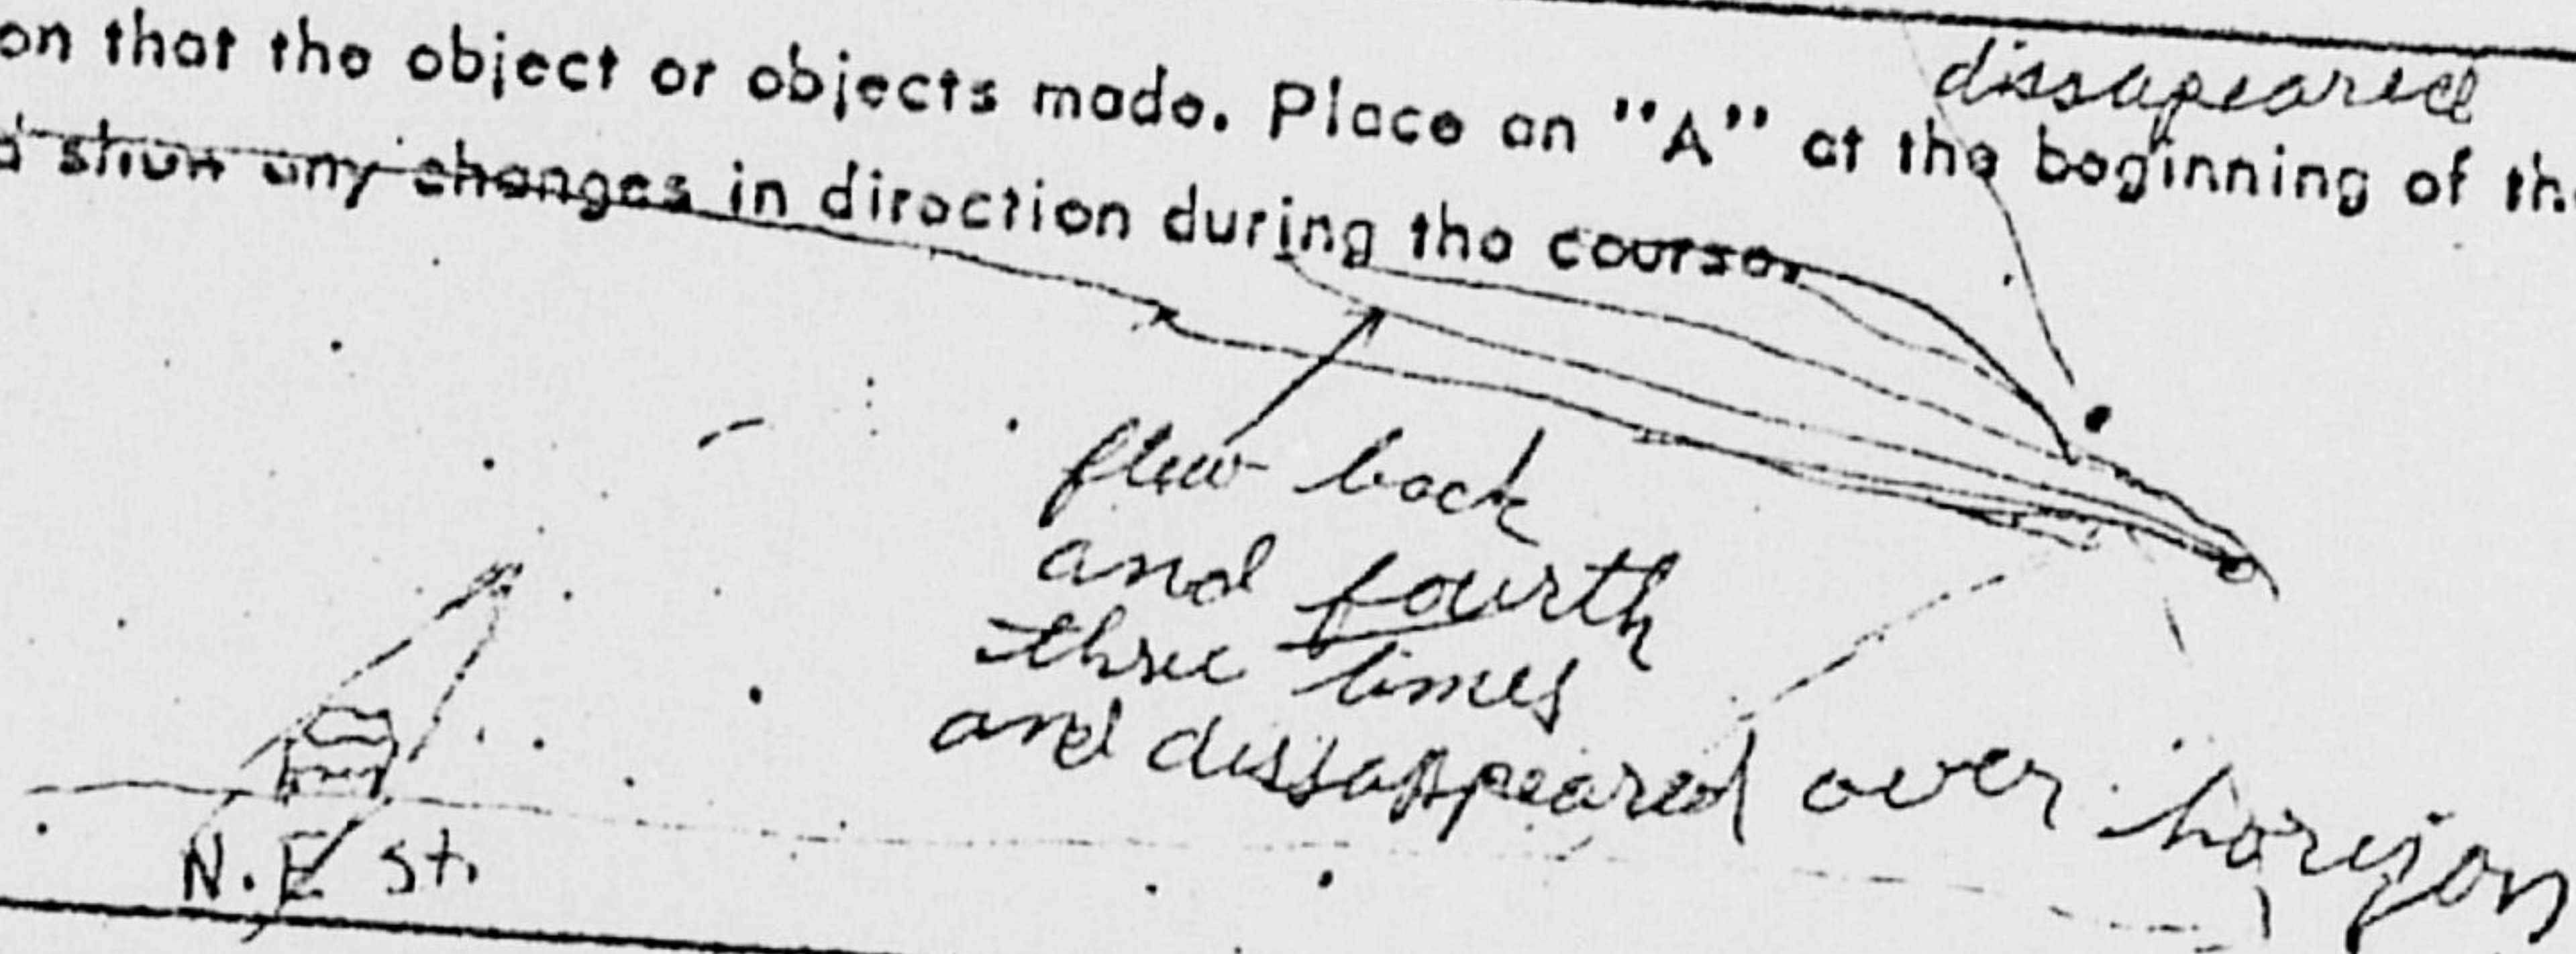 dissapeared
on that the object or objects made. Place an "A" at the beginning of th
d show any changes in direction during the course.
flew back
and fourth
three times
and dissappeared over horizon
N.E St.